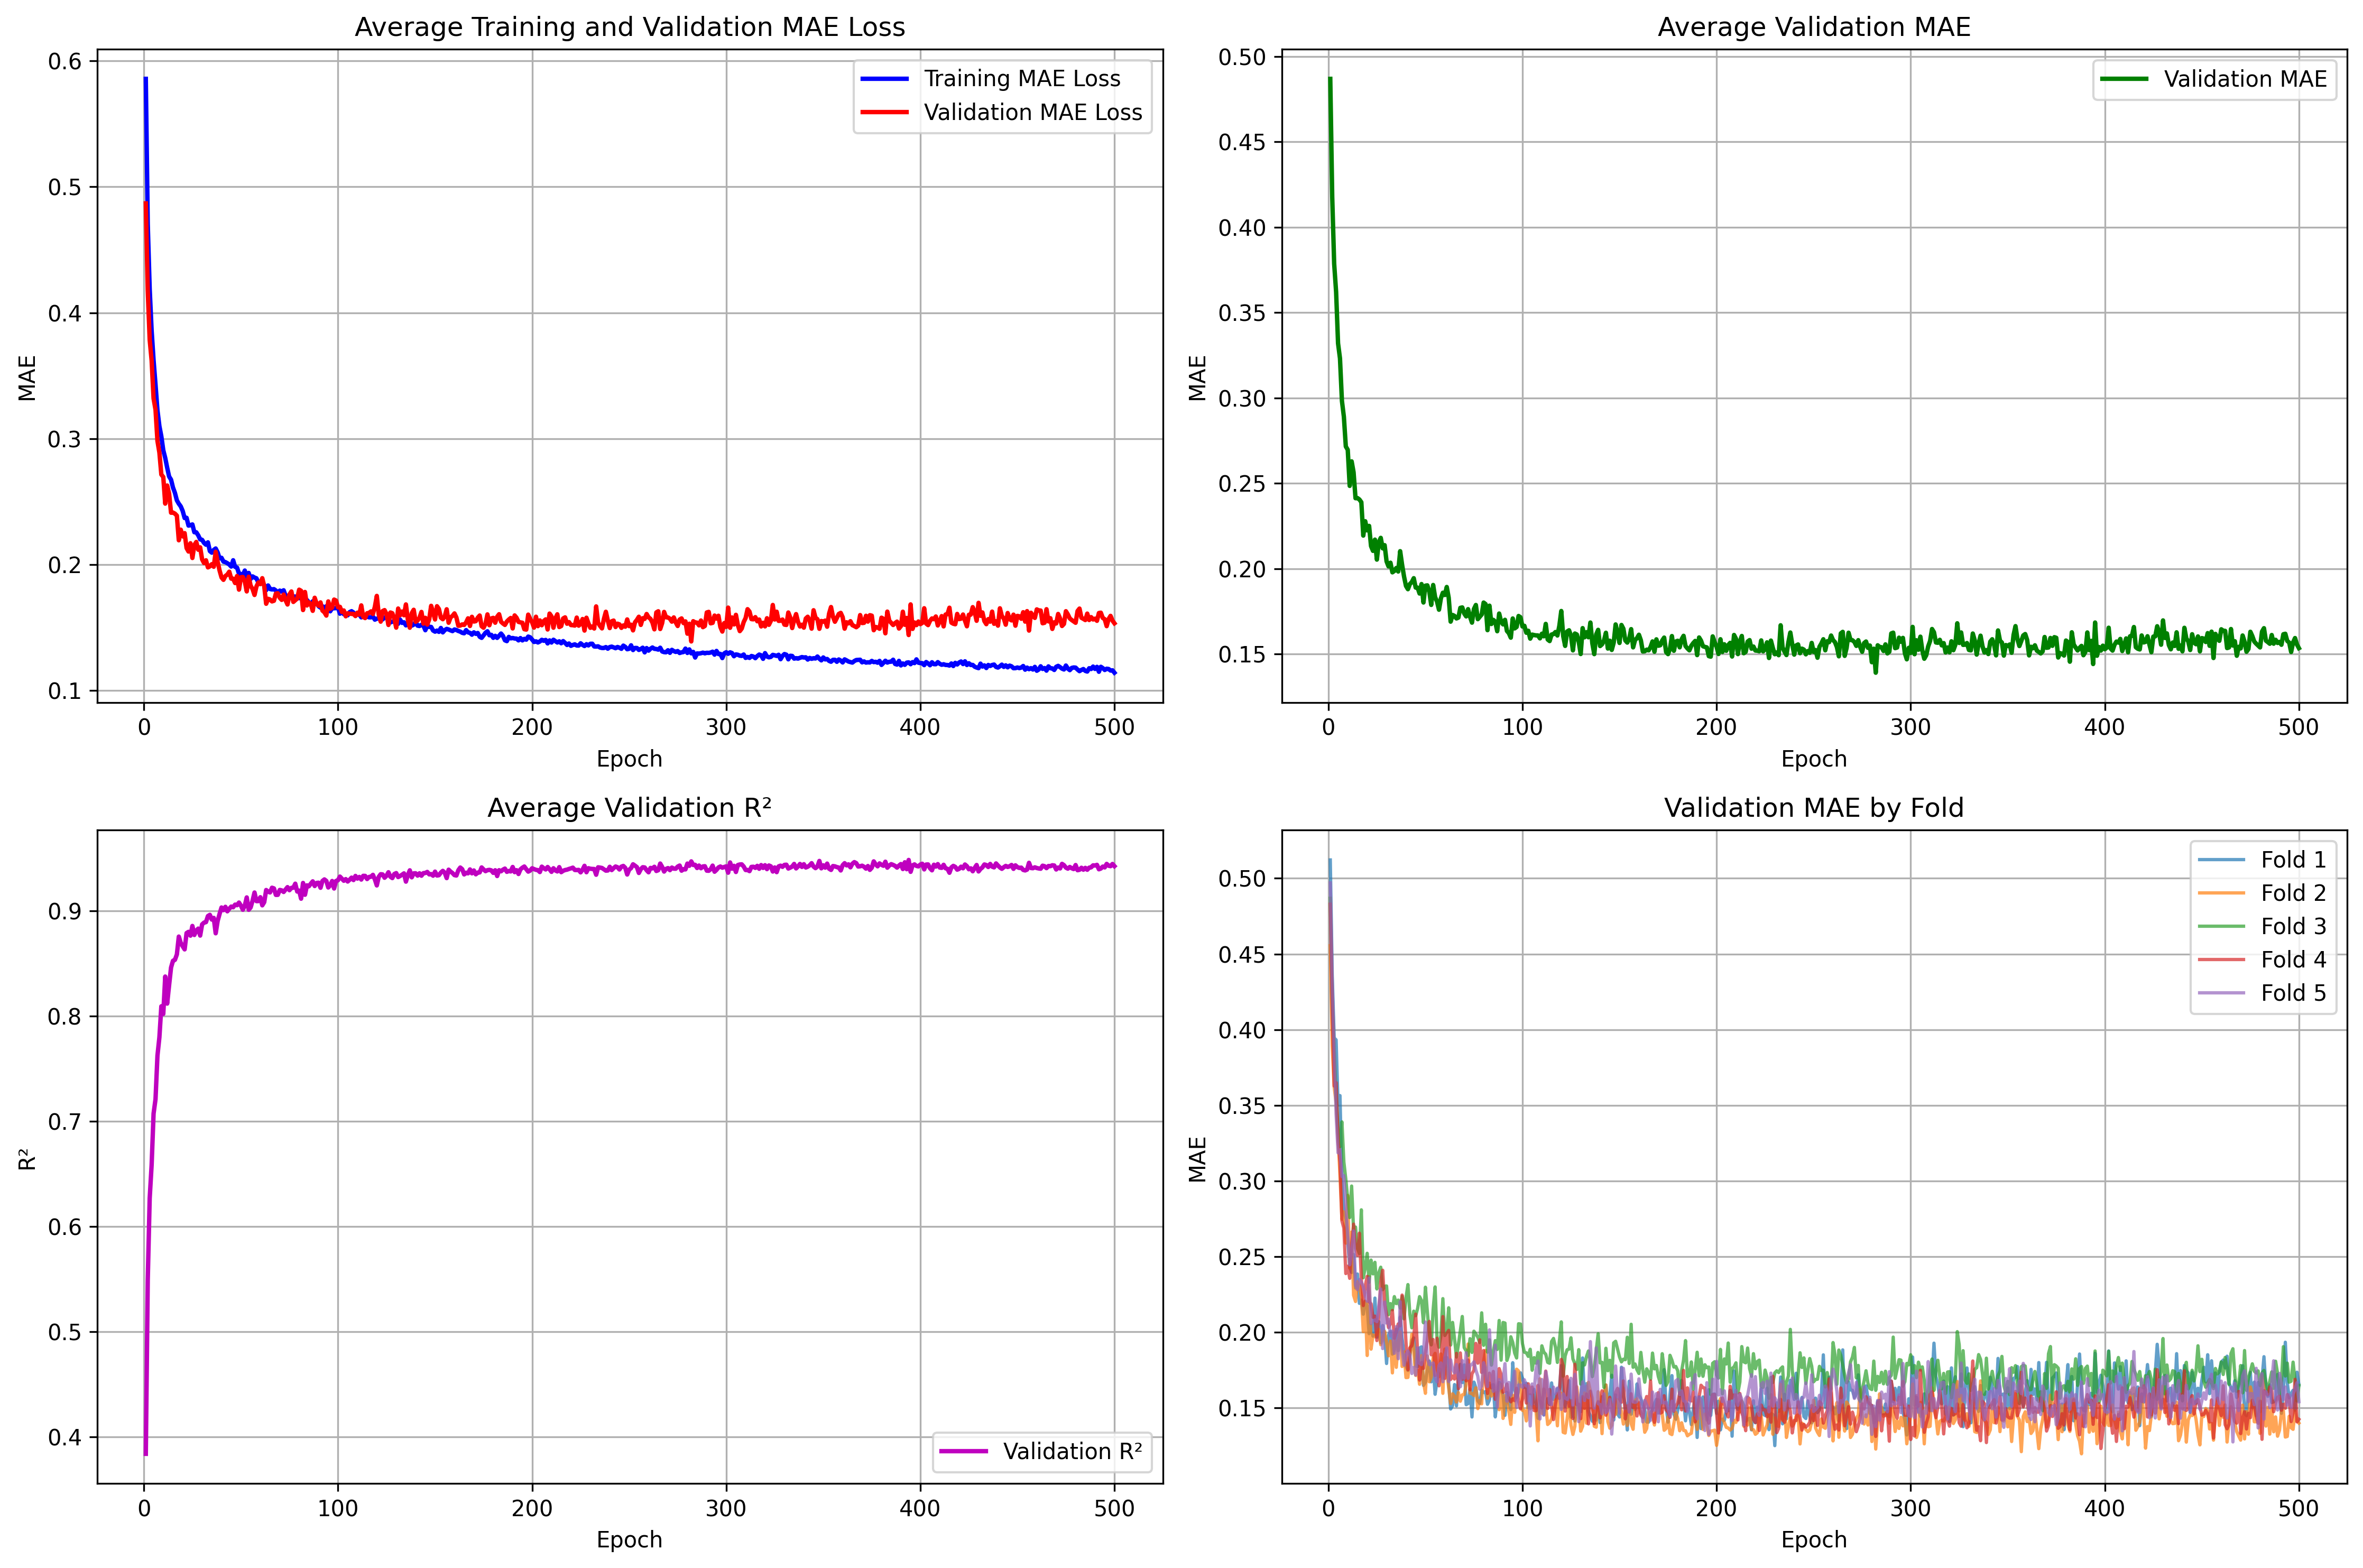 Average Training and Validation MAE Loss
0.6
0.5
0.4
0.3
0.2
0.1
MAE
0 100 200 300 400 500
Epoch
Training MAE Loss
Validation MAE Loss
Average Validation MAE
0.50
0.45
0.40
0.35
0.30
0.25
0.20
0.15
MAE
0 100 200 300 400 500
Epoch
Validation MAE
Average Validation R²
0.9
0.8
0.7
0.6
0.5
0.4
R²
0 100 200 300 400 500
Epoch
Validation R²
Validation MAE by Fold
0.50
0.45
0.40
0.35
0.30
0.25
0.20
0.15
MAE
0 100 200 300 400 500
Epoch
Fold 1
Fold 2
Fold 3
Fold 4
Fold 5